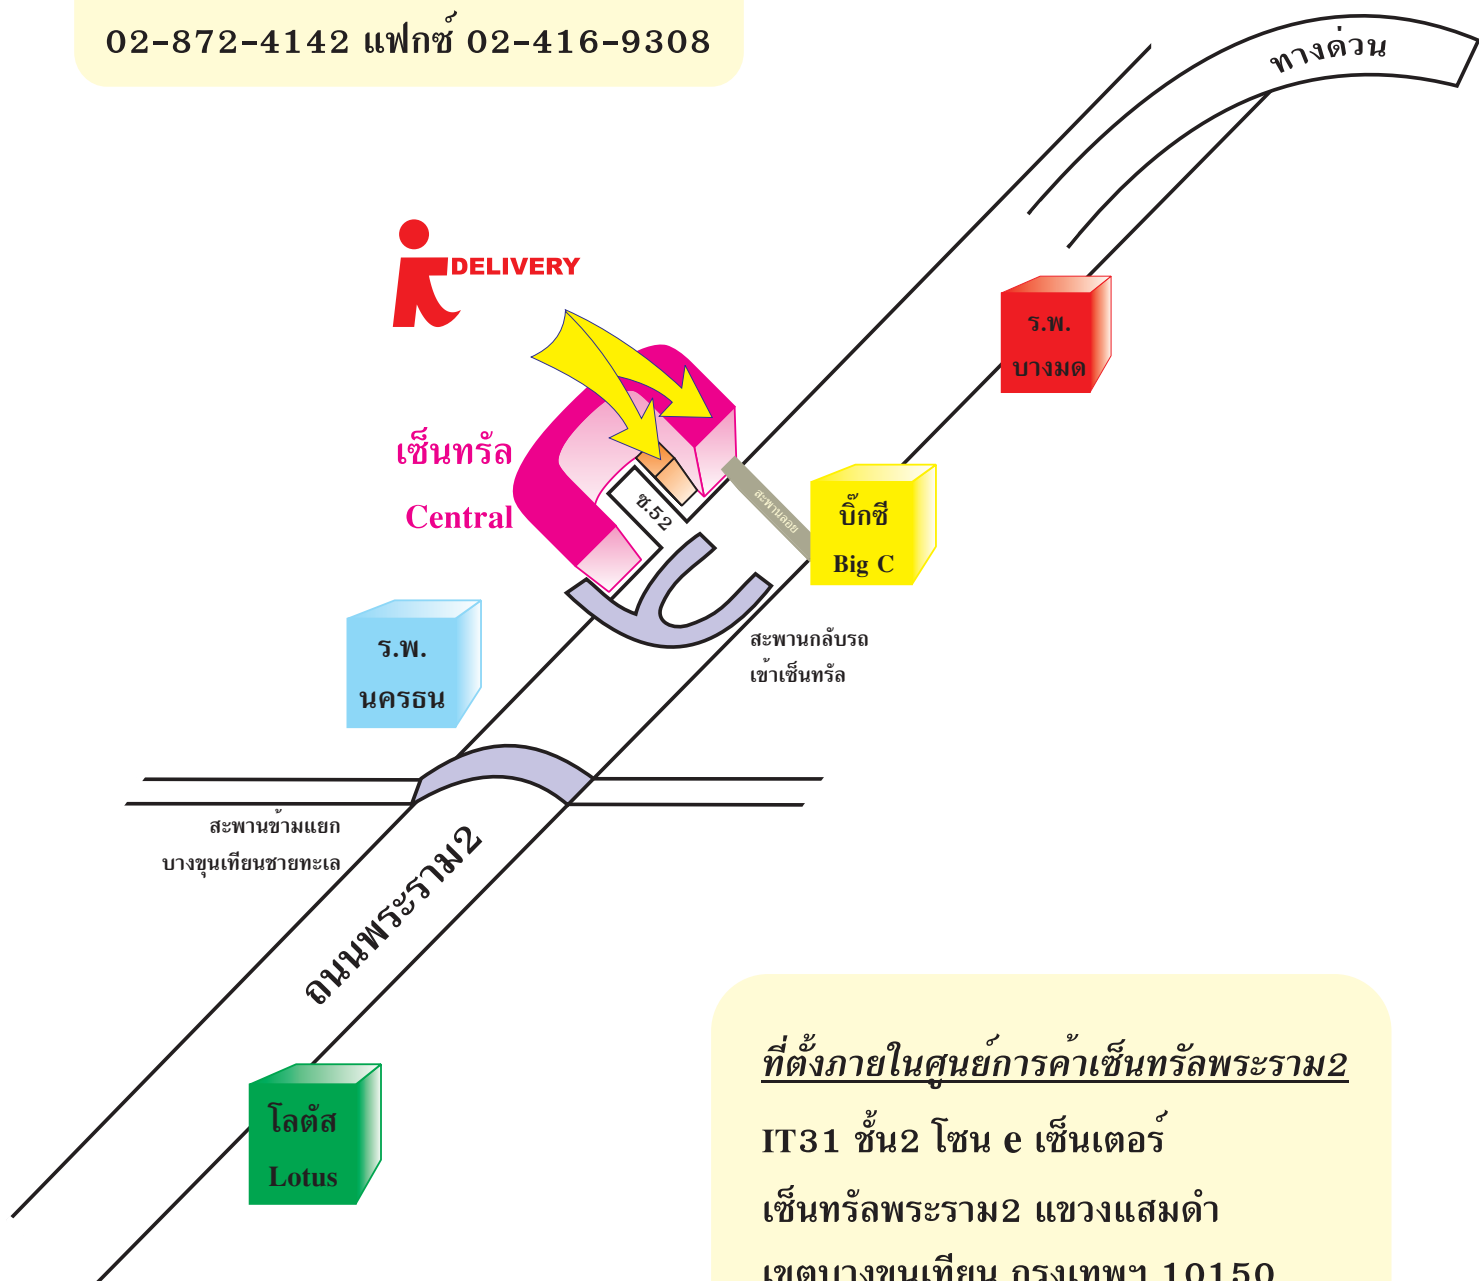 02-872-4142 แฟกซ์ 02-416-9308
ทางด่วน
DELIVERY
ร.พ.
บางมด
เซ็นทรัล
Central
ซ.52
สะพานลอย
บิ๊กซี
Big C
ร.พ.
นครธน
สะพานกลับรถ
เข้าเซ็นทรัล
สะพานข้ามแยก
บางขุนเทียนชายทะเล
ถนนพระราม2
โลตัส
Lotus
ที่ตั้งภายในศูนย์การค้าเซ็นทรัลพระราม2
IT31 ชั้น2 โซน e เซ็นเตอร์
เซ็นทรัลพระราม2 แขวงแสมดำ
เขตบางขุนเทียน กรุงเทพฯ 10150